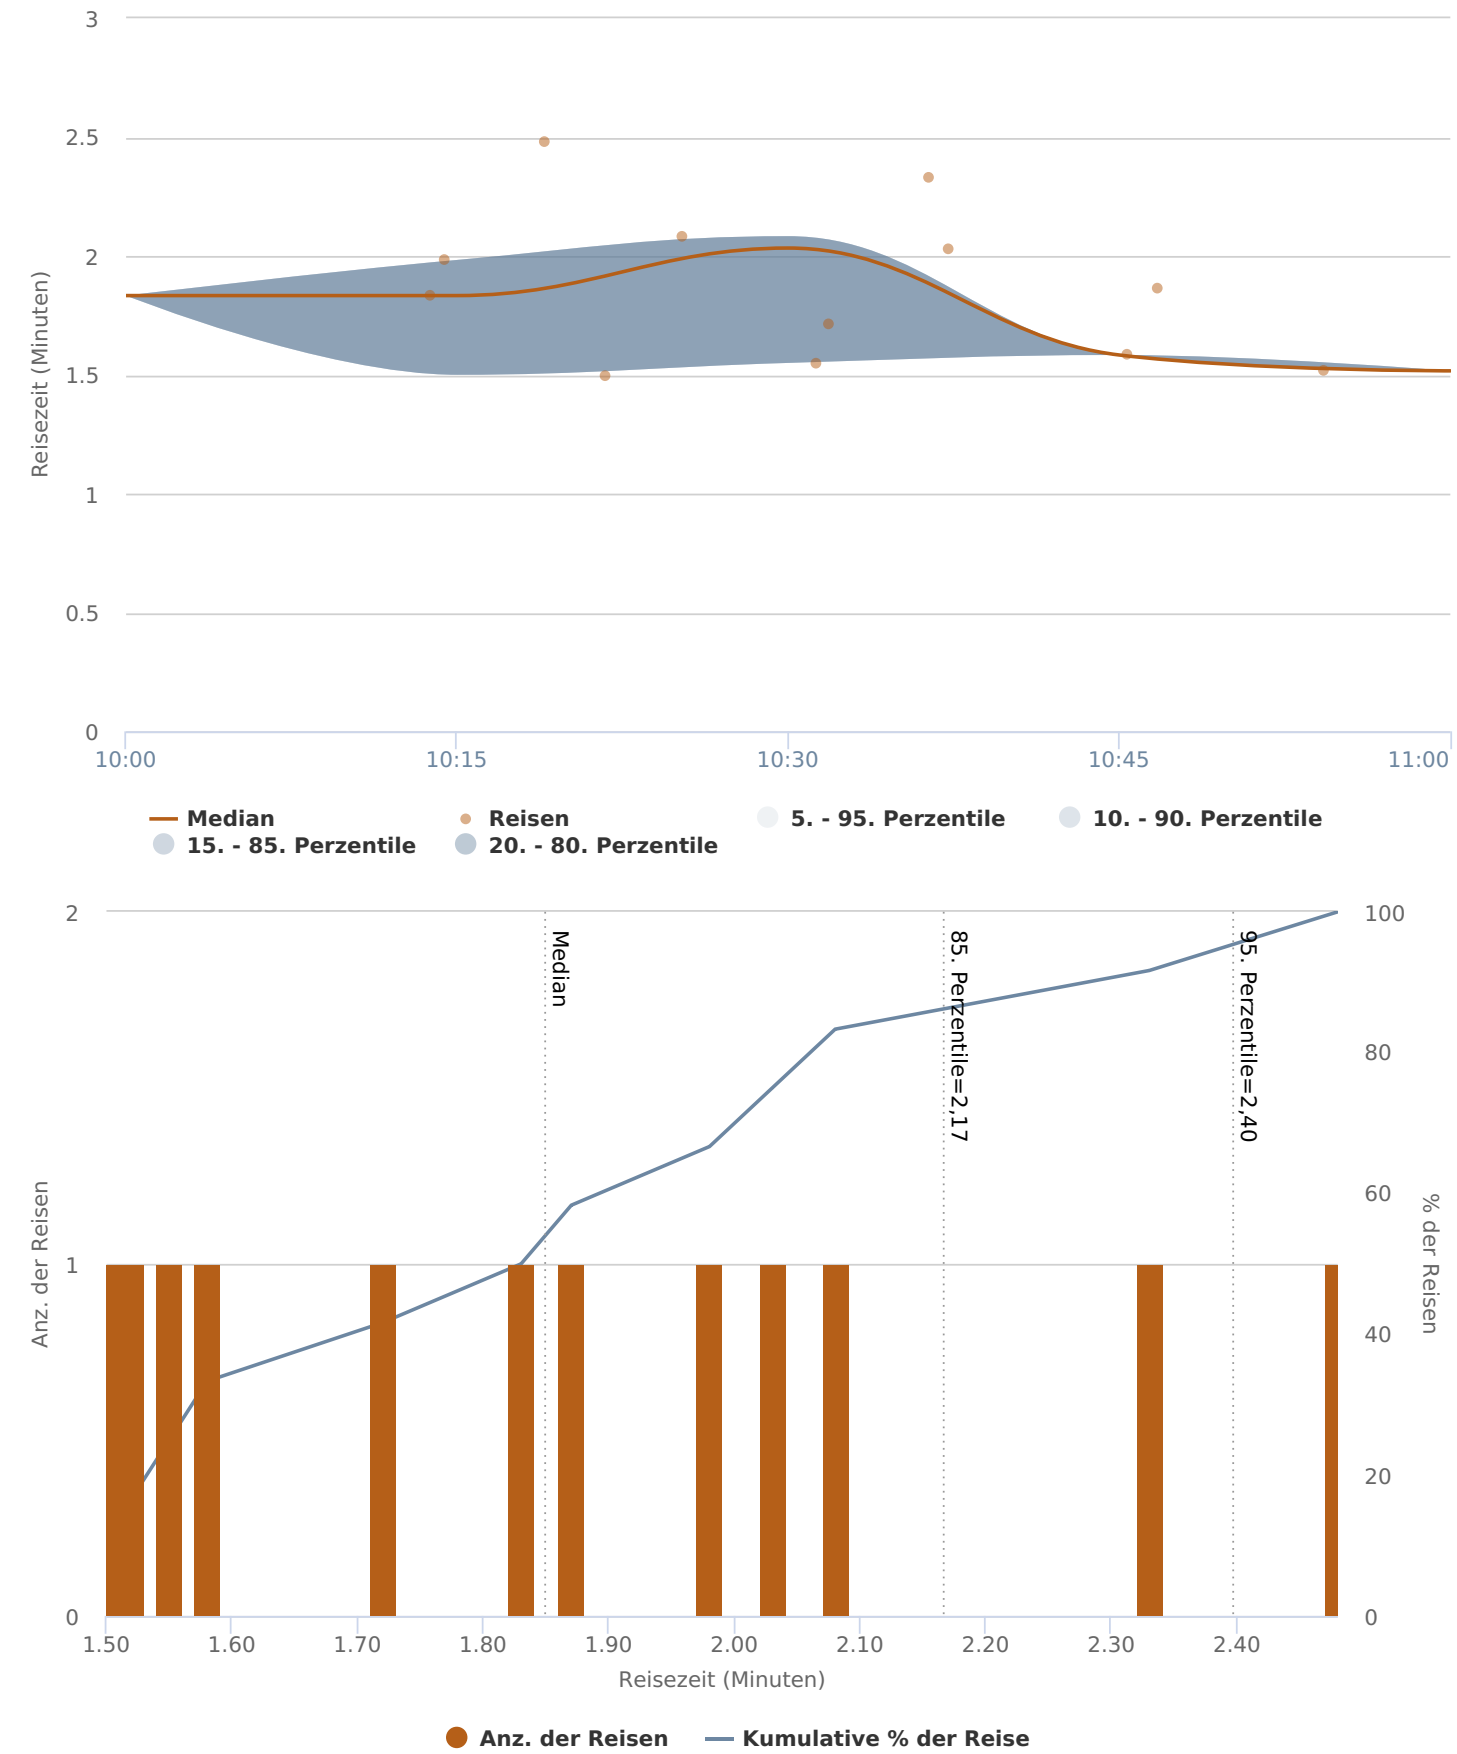 3
2.5
2
1.5
1
0.5
0
Reisezeit (Minuten)
10:00 10:15 10:30 10:45 11:00
Median Reisen 5. - 95. Perzentile 10. - 90. Perzentile
15. - 85. Perzentile 20. - 80. Perzentile
2
1
0
Anz. der Reisen
Median
85. Perzentile=2,17
95. Perzentile=2,40
100
80
60
40
20
0
% der Reisen
1.50 1.60 1.70 1.80 1.90 2.00 2.10 2.20 2.30 2.40
Reisezeit (Minuten)
Anz. der Reisen Kumulative % der Reise